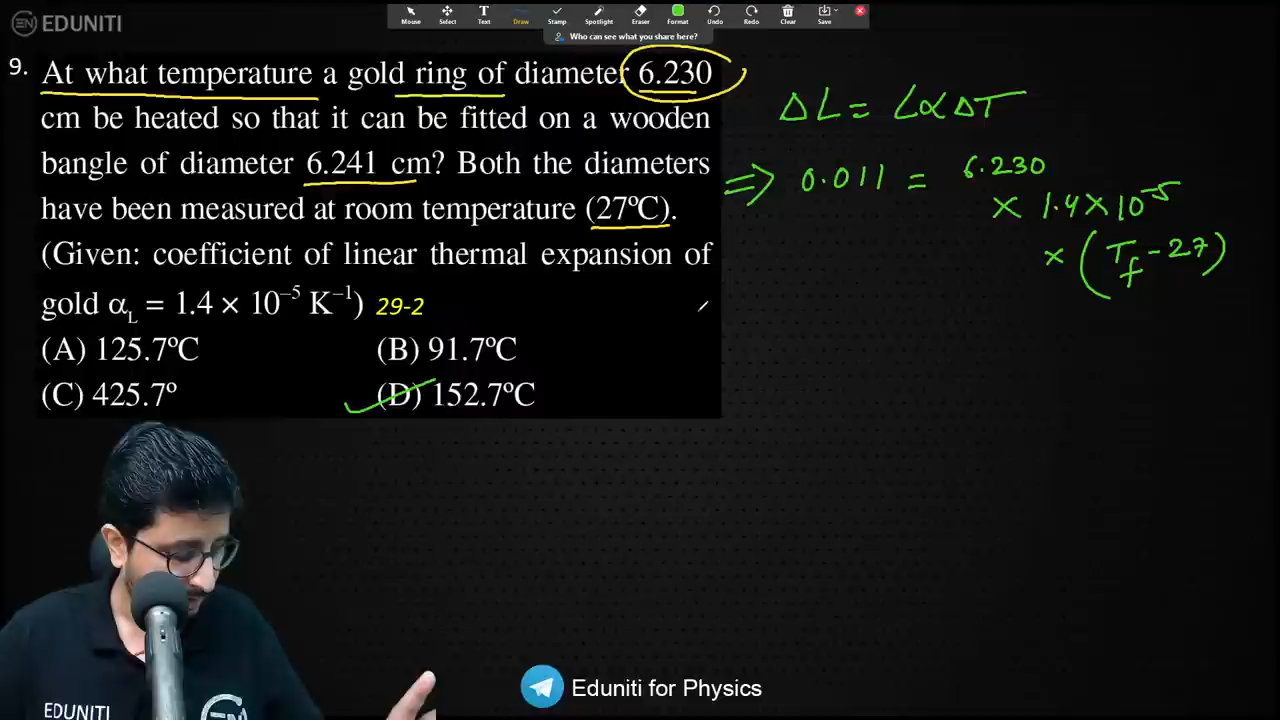 EDUNITI
Mouse Select Text Draw Stamp Spotlight Eraser Format Undo Redo Clear Save
Who can see what you share here?
9. At what temperature a gold ring of diameter 6.230
cm be heated so that it can be fitted on a wooden
bangle of diameter 6.241 cm? Both the diameters
have been measured at room temperature (27ºC).
(Given: coefficient of linear thermal expansion of
gold αL = 1.4 × 10⁻⁵ K⁻¹) 29-2
(A) 125.7ºC (B) 91.7ºC
(C) 425.7º (D) 152.7ºC
ΔL = LαΔT
⇒ 0.011 = 6.230
× 1.4 × 10⁻⁵
× (Tf - 27)
EDUNITI
Eduniti for Physics